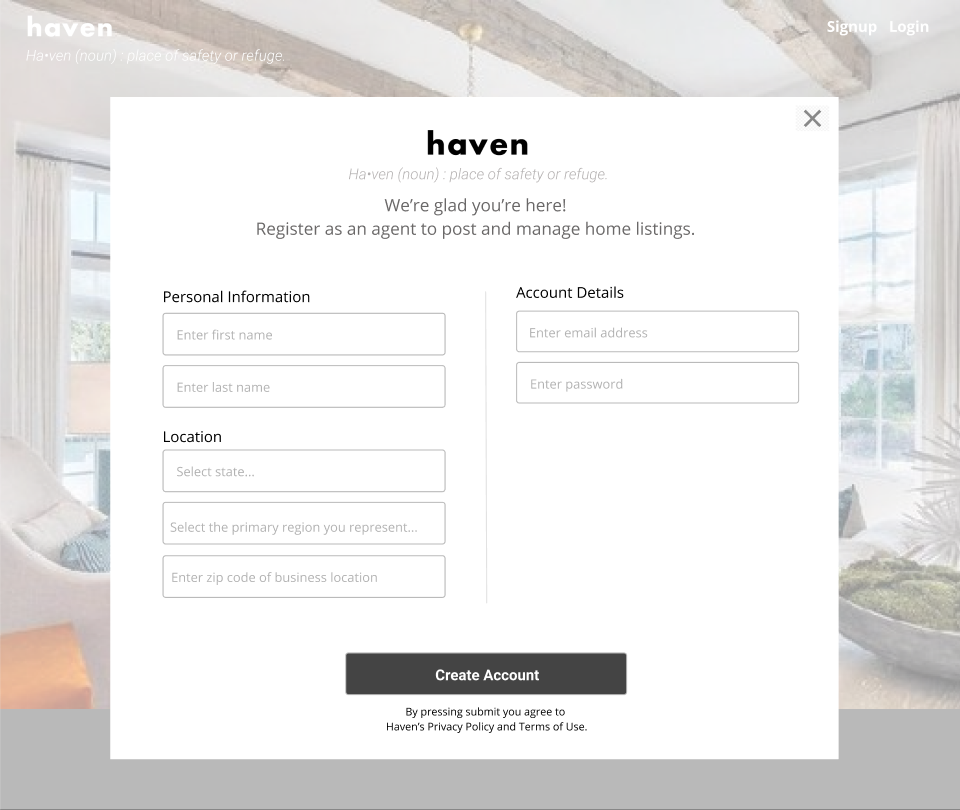 haven
Signup Login
Ha•ven (noun) : place of safety or refuge.
haven
Ha•ven (noun) : place of safety or refuge.
We’re glad you’re here!
Register as an agent to post and manage home listings.
Personal Information
Enter first name
Enter last name
Location
Select state...
Select the primary region you represent...
Enter zip code of business location
Account Details
Enter email address
Enter password
Create Account
By pressing submit you agree to
Haven’s Privacy Policy and Terms of Use.